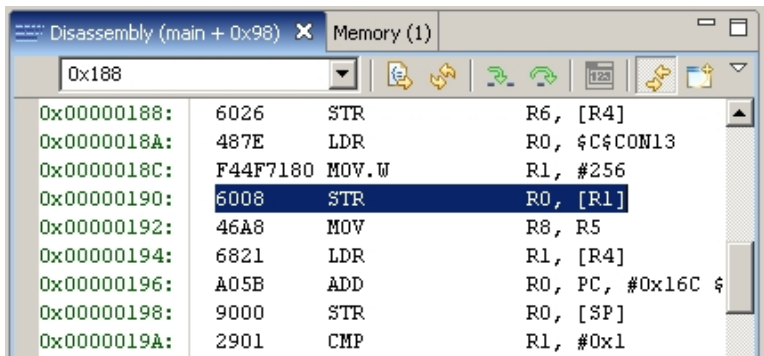 Disassembly (main + 0x98) Memory (1)
0x188
0x00000188: 6026 STR R6, [R4]
0x0000018A: 487E LDR R0, $C$CON13
0x0000018C: F44F7180 MOV.W R1, #256
0x00000190: 6008 STR R0, [R1]
0x00000192: 46A8 MOV R8, R5
0x00000194: 6821 LDR R1, [R4]
0x00000196: A05B ADD R0, PC, #0x16C $
0x00000198: 9000 STR R0, [SP]
0x0000019A: 2901 CMP R1, #0x1